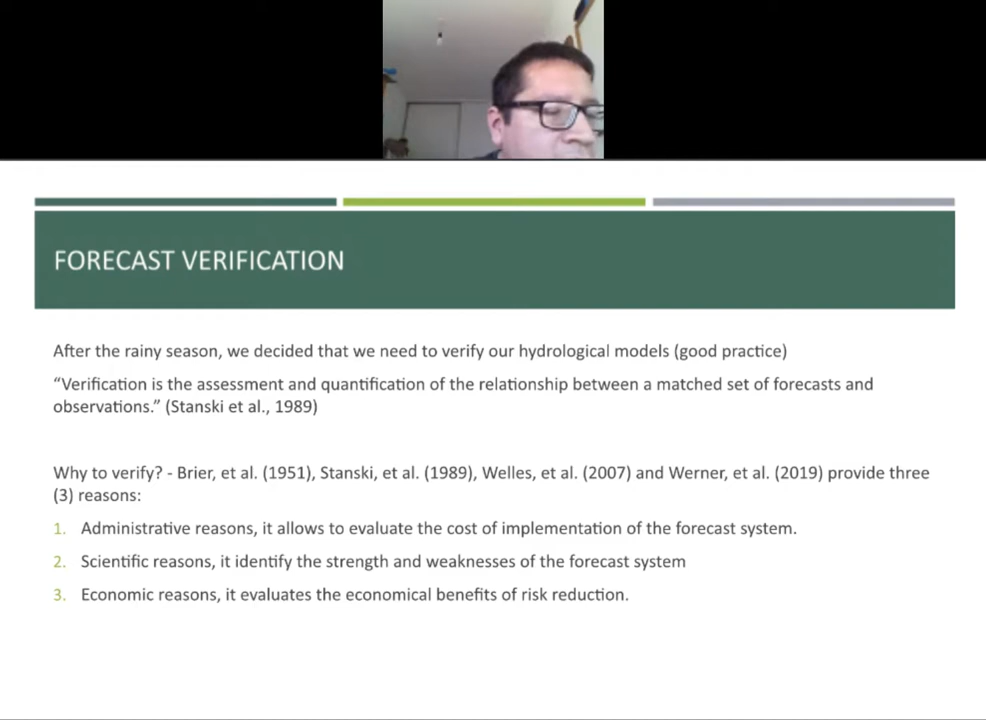 FORECAST VERIFICATION
After the rainy season, we decided that we need to verify our hydrological models (good practice)
“Verification is the assessment and quantification of the relationship between a matched set of forecasts and
observations.” (Stanski et al., 1989)
Why to verify? - Brier, et al. (1951), Stanski, et al. (1989), Welles, et al. (2007) and Werner, et al. (2019) provide three
(3) reasons:
1. Administrative reasons, it allows to evaluate the cost of implementation of the forecast system.
2. Scientific reasons, it identify the strength and weaknesses of the forecast system
3. Economic reasons, it evaluates the economical benefits of risk reduction.